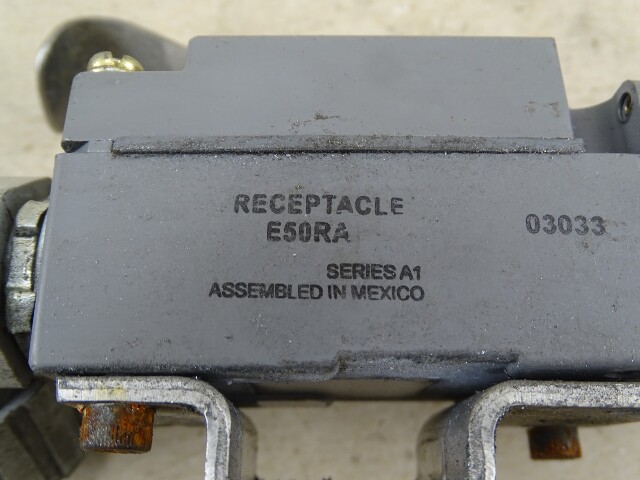 RECEPTACLE
E50RA
03033
SERIES A1
ASSEMBLED IN MEXICO